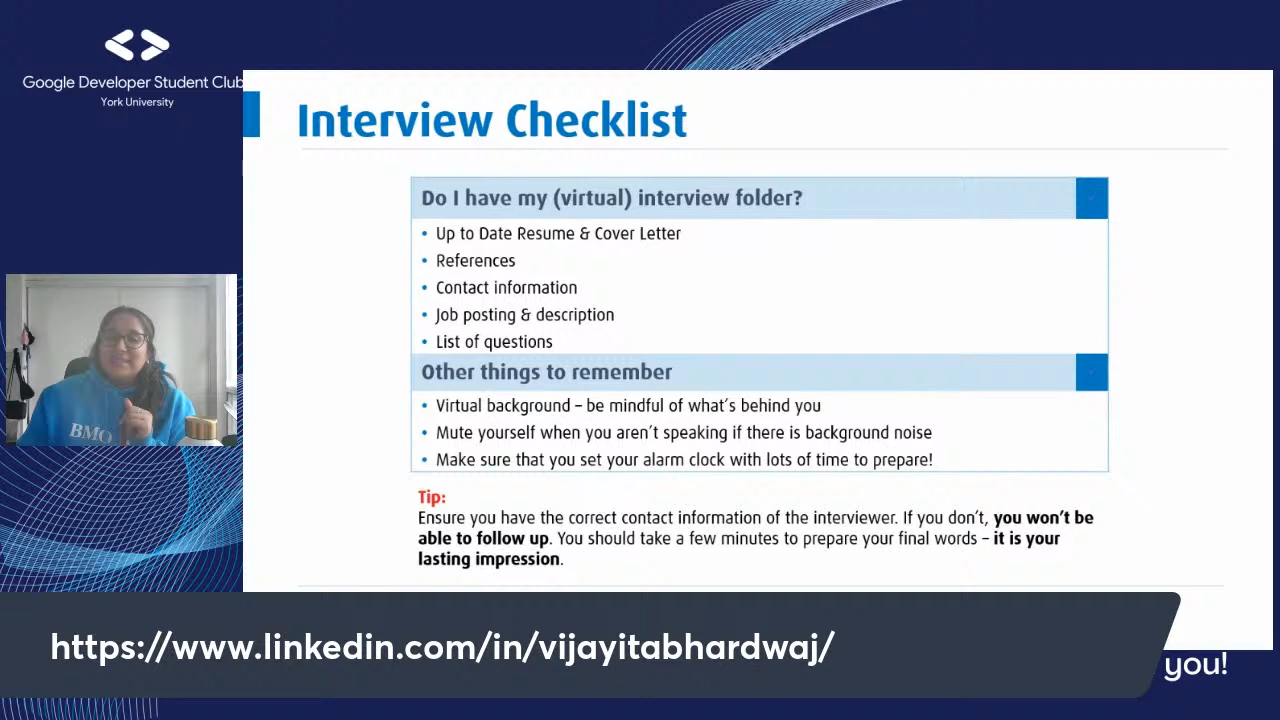 Google Developer Student Club
York University
Interview Checklist
Do I have my (virtual) interview folder?
• Up to Date Resume & Cover Letter
• References
• Contact information
• Job posting & description
• List of questions
Other things to remember
• Virtual background – be mindful of what's behind you
• Mute yourself when you aren't speaking if there is background noise
• Make sure that you set your alarm clock with lots of time to prepare!
Tip:
Ensure you have the correct contact information of the interviewer. If you don't, you won't be
able to follow up. You should take a few minutes to prepare your final words – it is your
lasting impression.
BMO
https://www.linkedin.com/in/vijayitabhardwaj/
you!